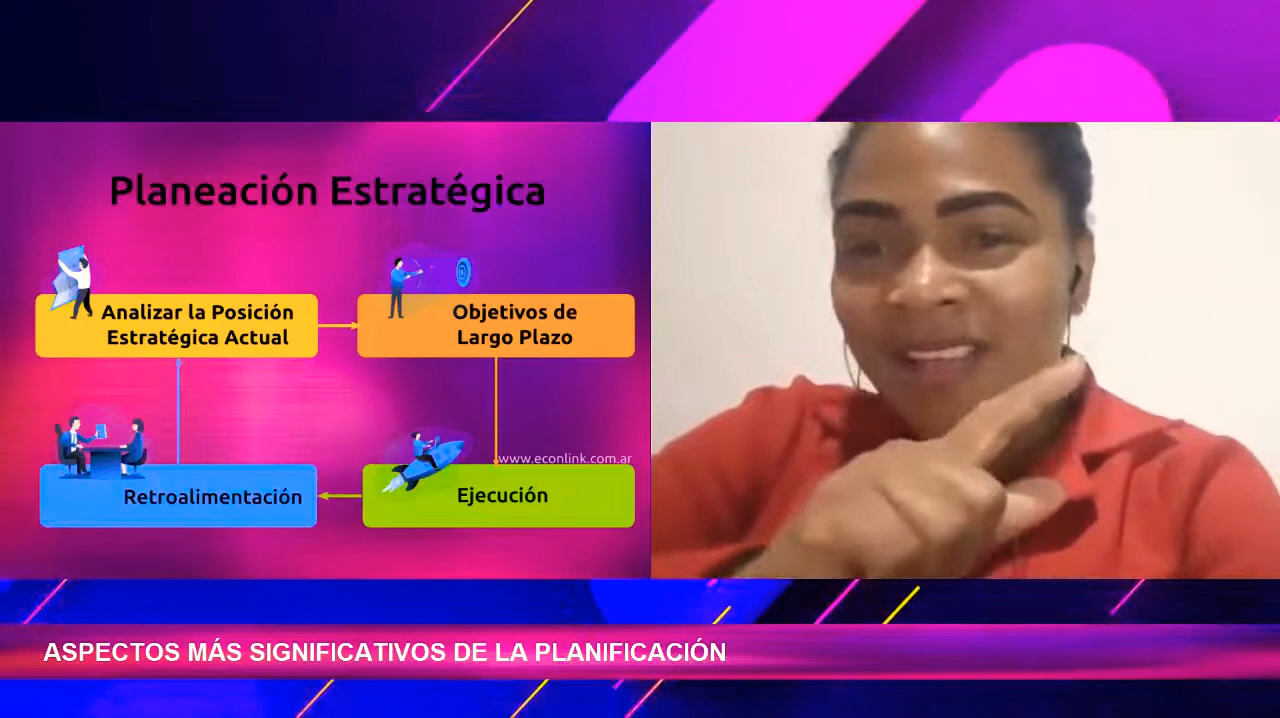 Planeación Estratégica
Analizar la Posición
Estratégica Actual
Objetivos de
Largo Plazo
www.econlink.com.ar
Retroalimentación
Ejecución
ASPECTOS MÁS SIGNIFICATIVOS DE LA PLANIFICACIÓN